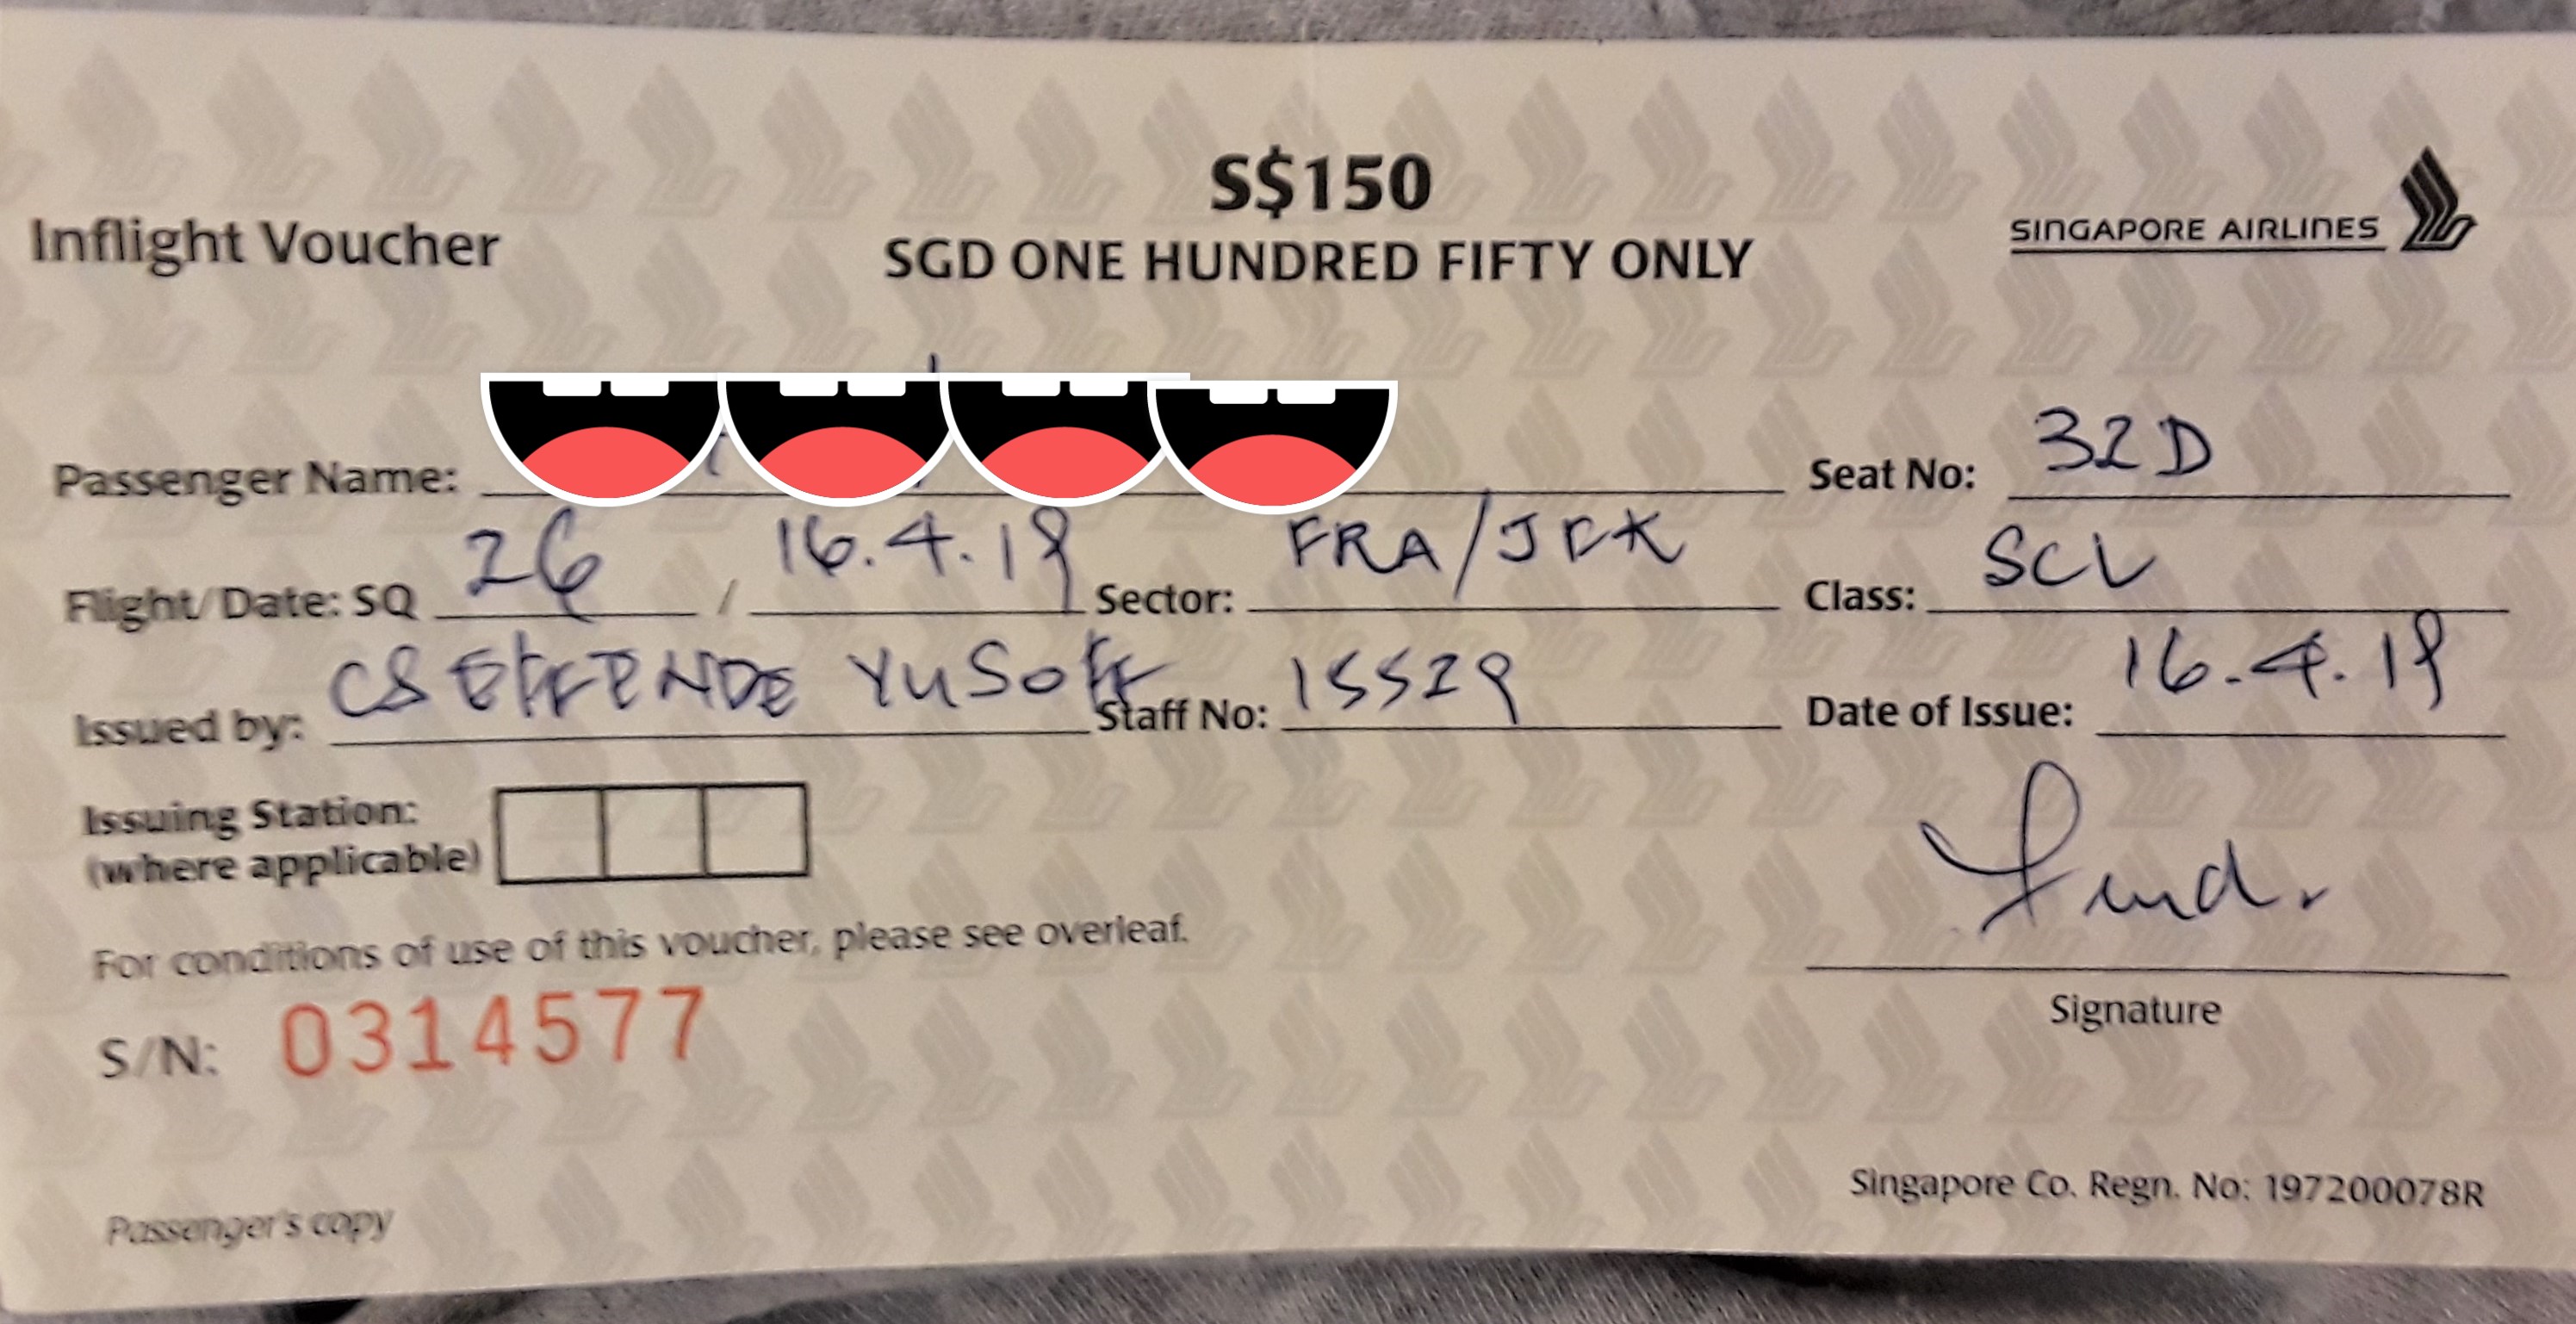 S$150
Inflight Voucher
SGD ONE HUNDRED FIFTY ONLY
SINGAPORE AIRLINES
Passenger Name:
Seat No: 32D
Flight/Date: SQ 26 / 16.4.19 Sector: FRA/JFK Class: SCL
Issued by: CS EFFENDE YUSOFF Staff No: 15529 Date of Issue: 16.4.19
Issuing Station:
(where applicable)
For conditions of use of this voucher, please see overleaf.
S/N: 0314577
Signature
Singapore Co. Regn. No: 197200078R
Passenger's copy